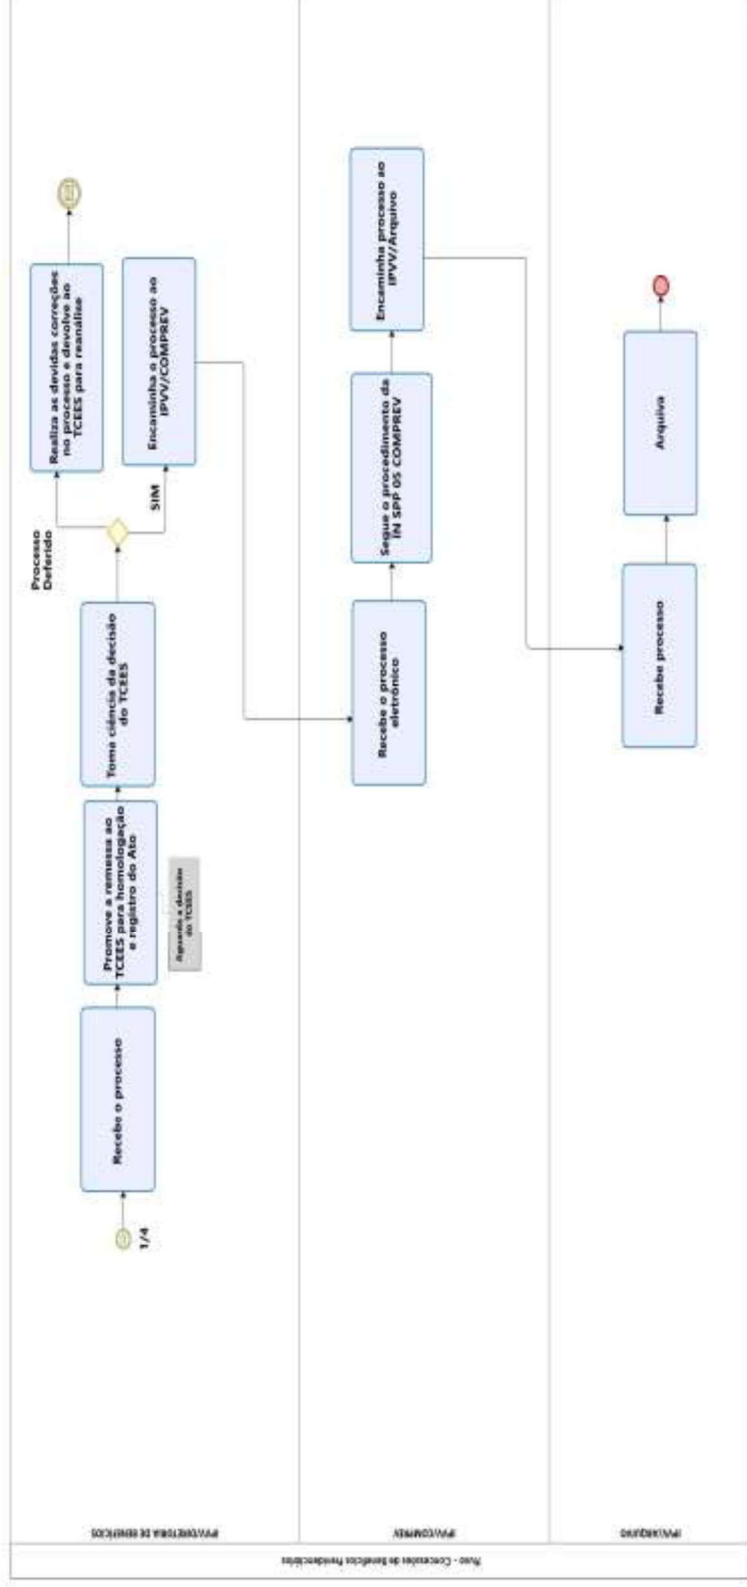 IPVV/DIRETORIA DE BENEFÍCIOS
1/4
Recebe o processo
Promove a remessa ao
TCEES para homologação
e registro do Ato
Aguarda a decisão
do TCEES
Toma ciência da decisão
do TCEES
Processo
Deferido
Realiza as devidas correções
no processo e devolve ao
TCEES para reanálise
SIM
Encaminha o processo ao
IPVV/COMPREV
IPVV/COMPREV
Recebe o processo
eletrônico
Segue o procedimento da
IN SPP 05 COMPREV
Encaminha processo ao
IPVV/Arquivo
IPVV/ARQUIVO
Recebe processo
Arquiva
- Concessões de Benefícios Previdenciários